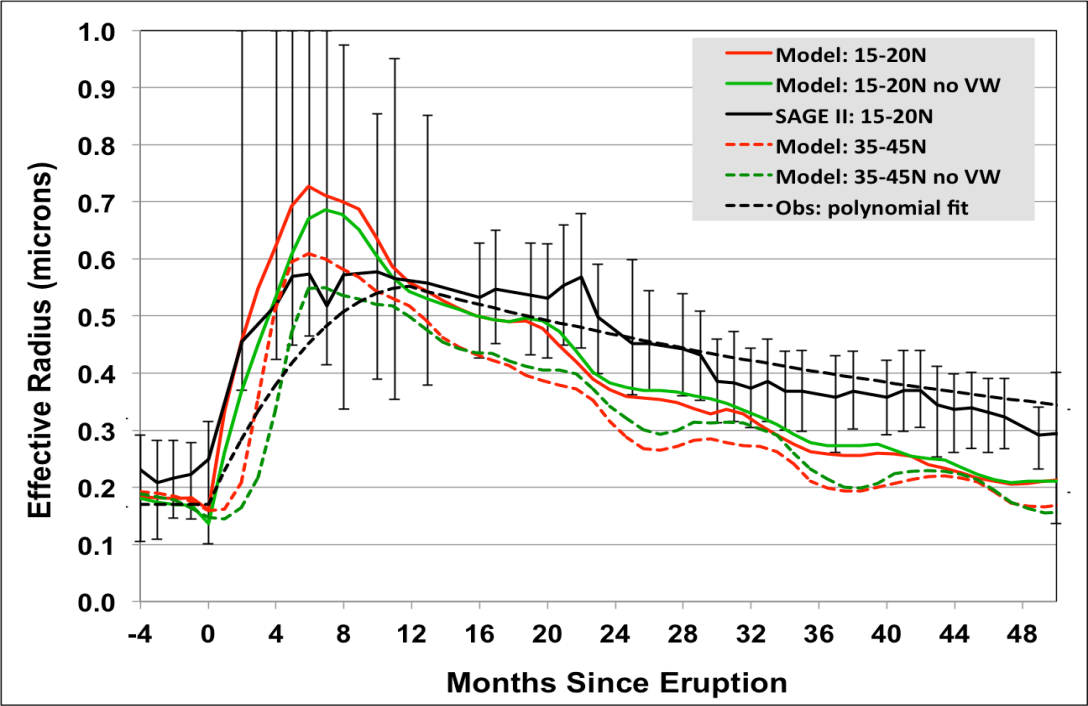 1.0
0.9
0.8
0.7
0.6
0.5
0.4
0.3
0.2
0.1
0.0
Effective Radius (microns)
Model: 15-20N
Model: 15-20N no VW
SAGE II: 15-20N
Model: 35-45N
Model: 35-45N no VW
Obs: polynomial fit
-4 0 4 8 12 16 20 24 28 32 36 40 44 48
Months Since Eruption